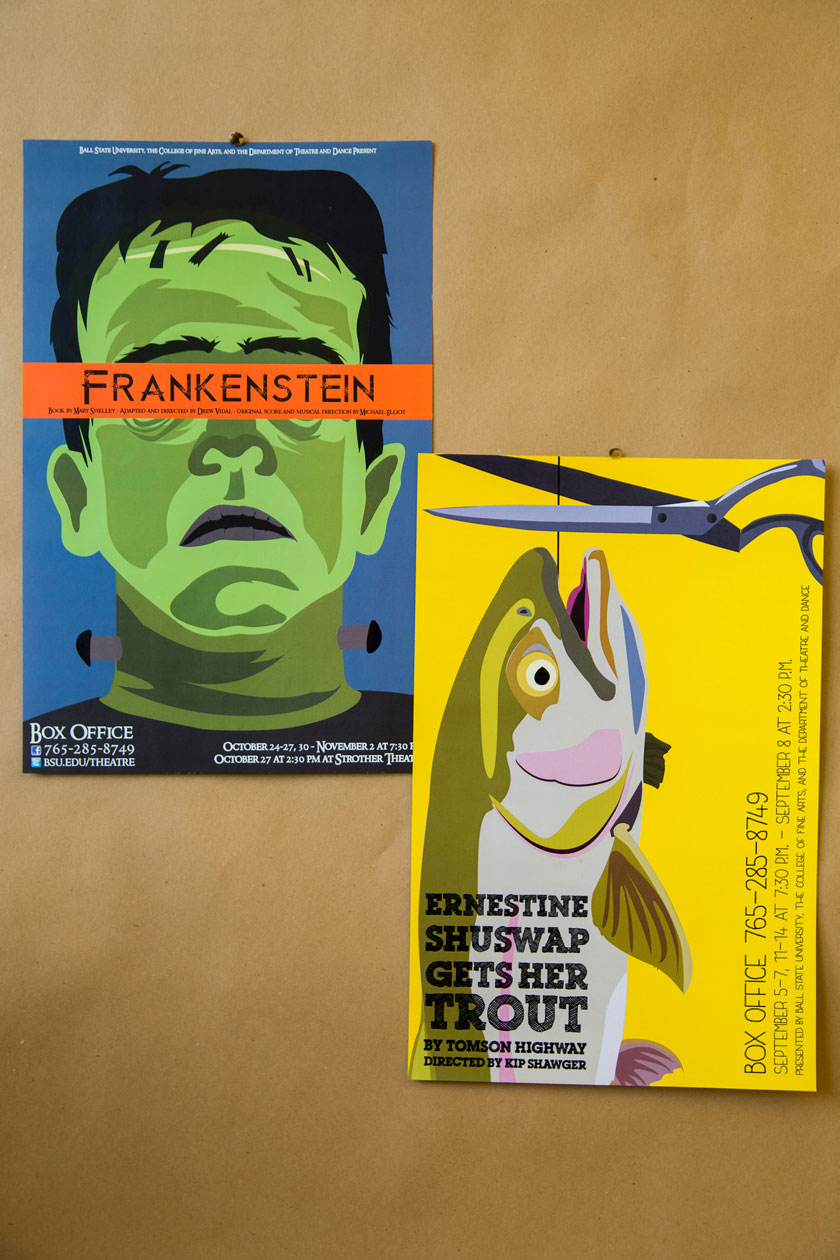 Ball State University, the College of Fine Arts, and the Department of Theatre and Dance Present
Frankenstein
Book by Mary Shelley · Adapted and directed by Drew Vidal · original score and musical direction by Michael Elliot
Box Office
765-285-8749
bsu.edu/theatre
October 24-27, 30 - November 2 at 7:30
October 27 at 2:30 pm at Strother
ERNESTINE
SHUSWAP
GETS HER
TROUT
BY TOMSON HIGHWAY
DIRECTED BY KIP SHAWGER
BOX OFFICE 765-285-8749
SEPTEMBER 5-7, 11-14 AT 7:30 P.M. - SEPTEMBER 8 AT 2:30 P.M.
PRESENTED BY BALL STATE UNIVERSITY, THE COLLEGE OF FINE ARTS, AND THE DEPARTMENT OF THEATRE AND DANCE